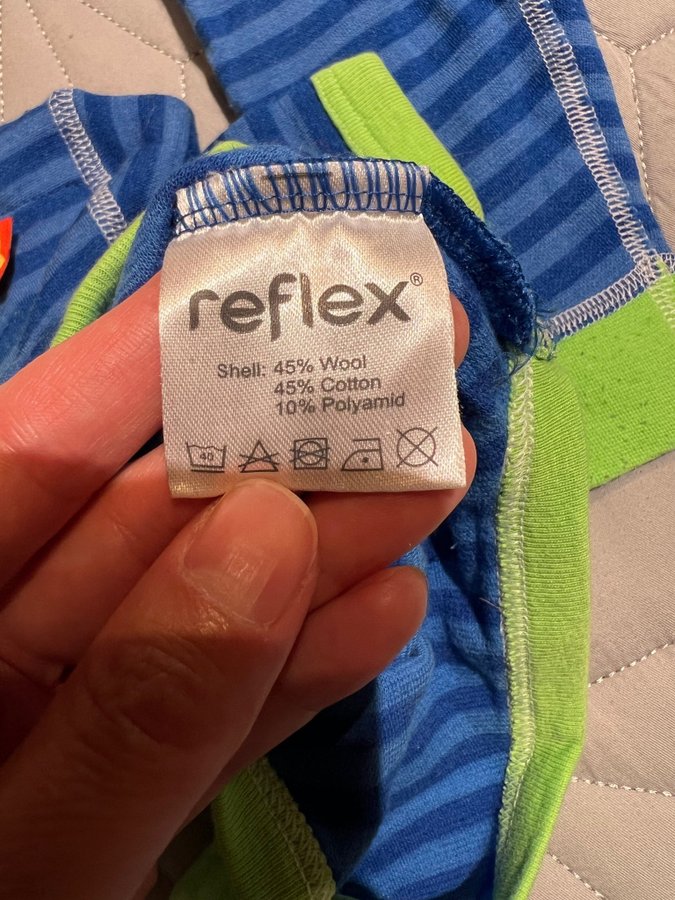 reflex®
Shell: 45% Wool
45% Cotton
10% Polyamid
40